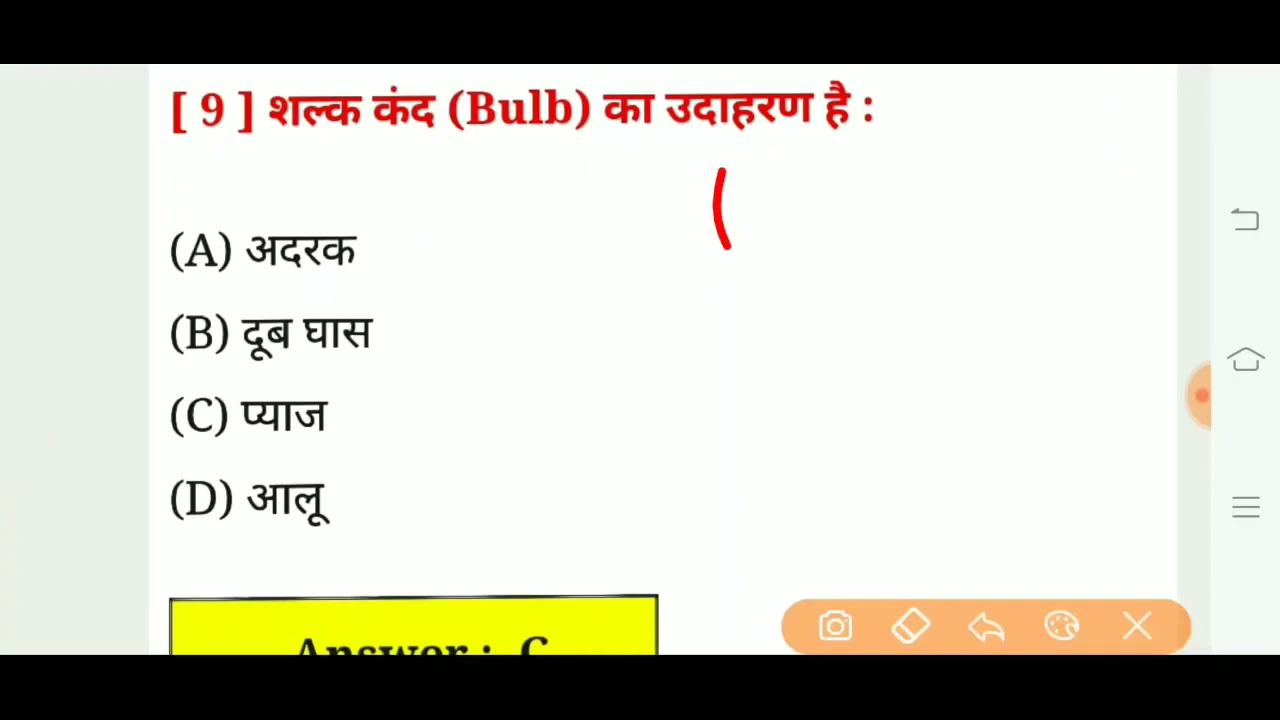 [ 9 ] शल्क कंद (Bulb) का उदाहरण है :
(A) अदरक
(B) दूब घास
(C) प्याज
(D) आलू
Answer : C